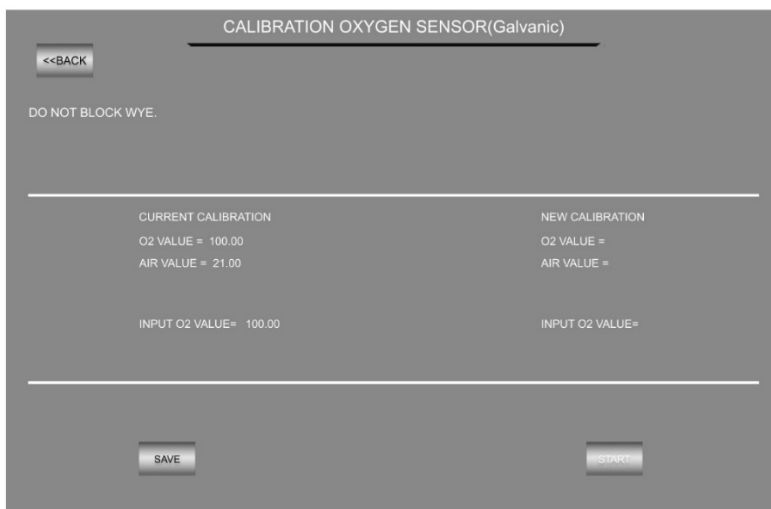 CALIBRATION OXYGEN SENSOR(Galvanic)
<<BACK
DO NOT BLOCK WYE.
CURRENT CALIBRATION
O2 VALUE = 100.00
AIR VALUE = 21.00
INPUT O2 VALUE= 100.00
NEW CALIBRATION
O2 VALUE =
AIR VALUE =
INPUT O2 VALUE=
SAVE
START